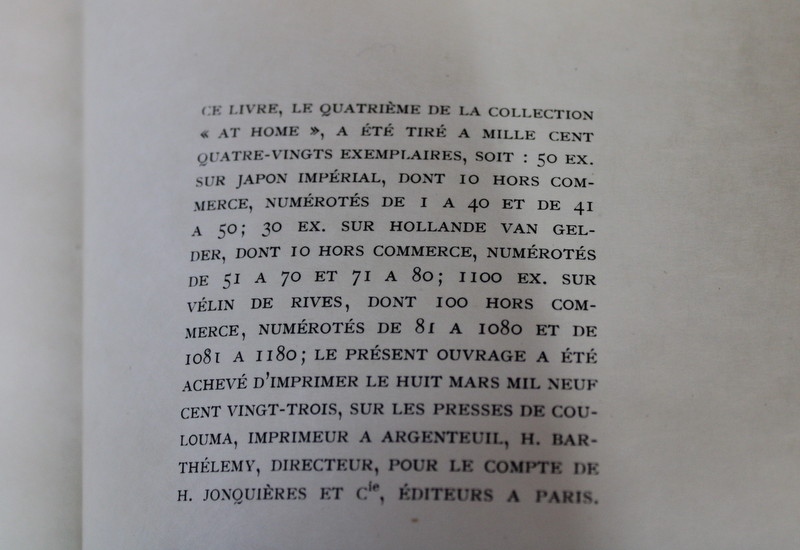 CE LIVRE, LE QUATRIÈME DE LA COLLECTION
« AT HOME », A ÉTÉ TIRÉ A MILLE CENT
QUATRE-VINGTS EXEMPLAIRES, SOIT : 50 EX.
SUR JAPON IMPÉRIAL, DONT 10 HORS COM-
MERCE, NUMÉROTÉS DE 1 A 40 ET DE 41
A 50; 30 EX. SUR HOLLANDE VAN GEL-
DER, DONT 10 HORS COMMERCE, NUMÉROTÉS
DE 51 A 70 ET 71 A 80; 1100 EX. SUR
VÉLIN DE RIVES, DONT 100 HORS COM-
MERCE, NUMÉROTÉS DE 81 A 1080 ET DE
1081 A 1180; LE PRÉSENT OUVRAGE A ÉTÉ
ACHEVÉ D'IMPRIMER LE HUIT MARS MIL NEUF
CENT VINGT-TROIS, SUR LES PRESSES DE COU-
LOUMA, IMPRIMEUR A ARGENTEUIL, H. BAR-
THÉLEMY, DIRECTEUR, POUR LE COMPTE DE
H. JONQUIÈRES ET Cie, ÉDITEURS A PARIS.